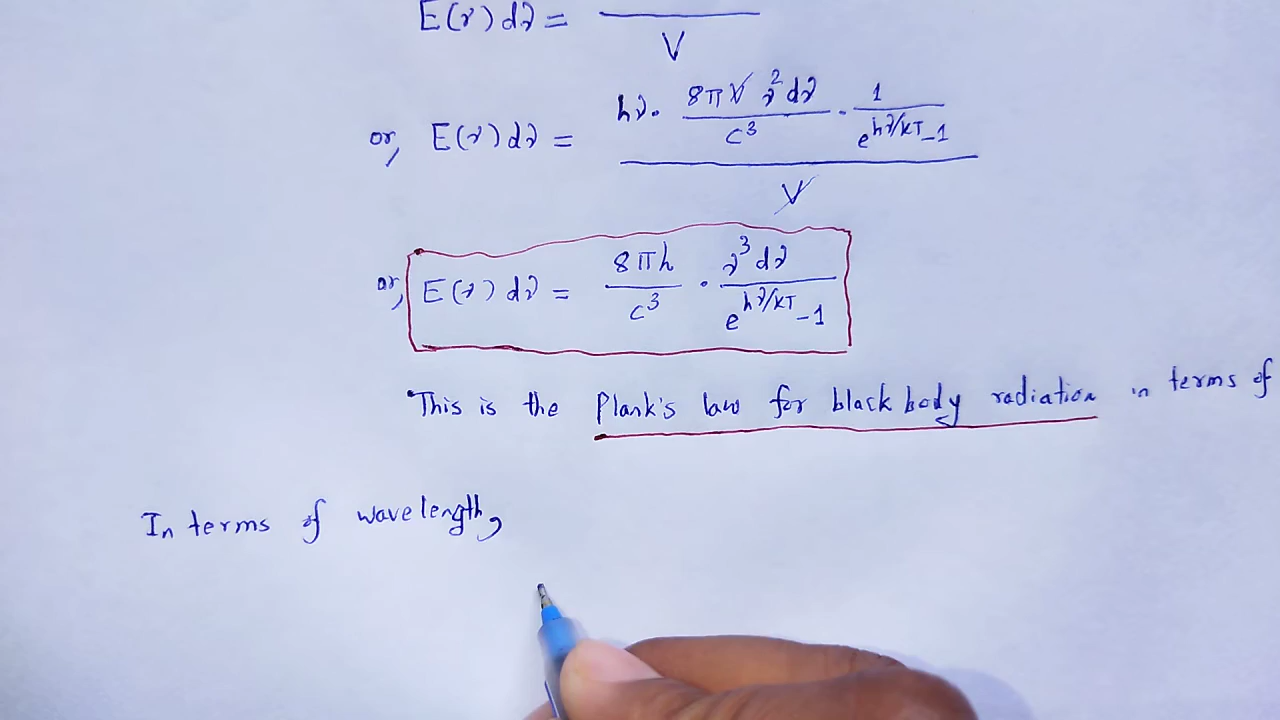 E(ν)dν = ――― / V
or, E(ν)dν = (hν. (8πV ν² dν / c³) . (1 / (e^(hν/KT) - 1))) / V
or, E(ν)dν = (8πh / c³) . (ν³ dν / (e^(hν/KT) - 1))
This is the Plank's law for black body radiation in terms of
In terms of wavelength,